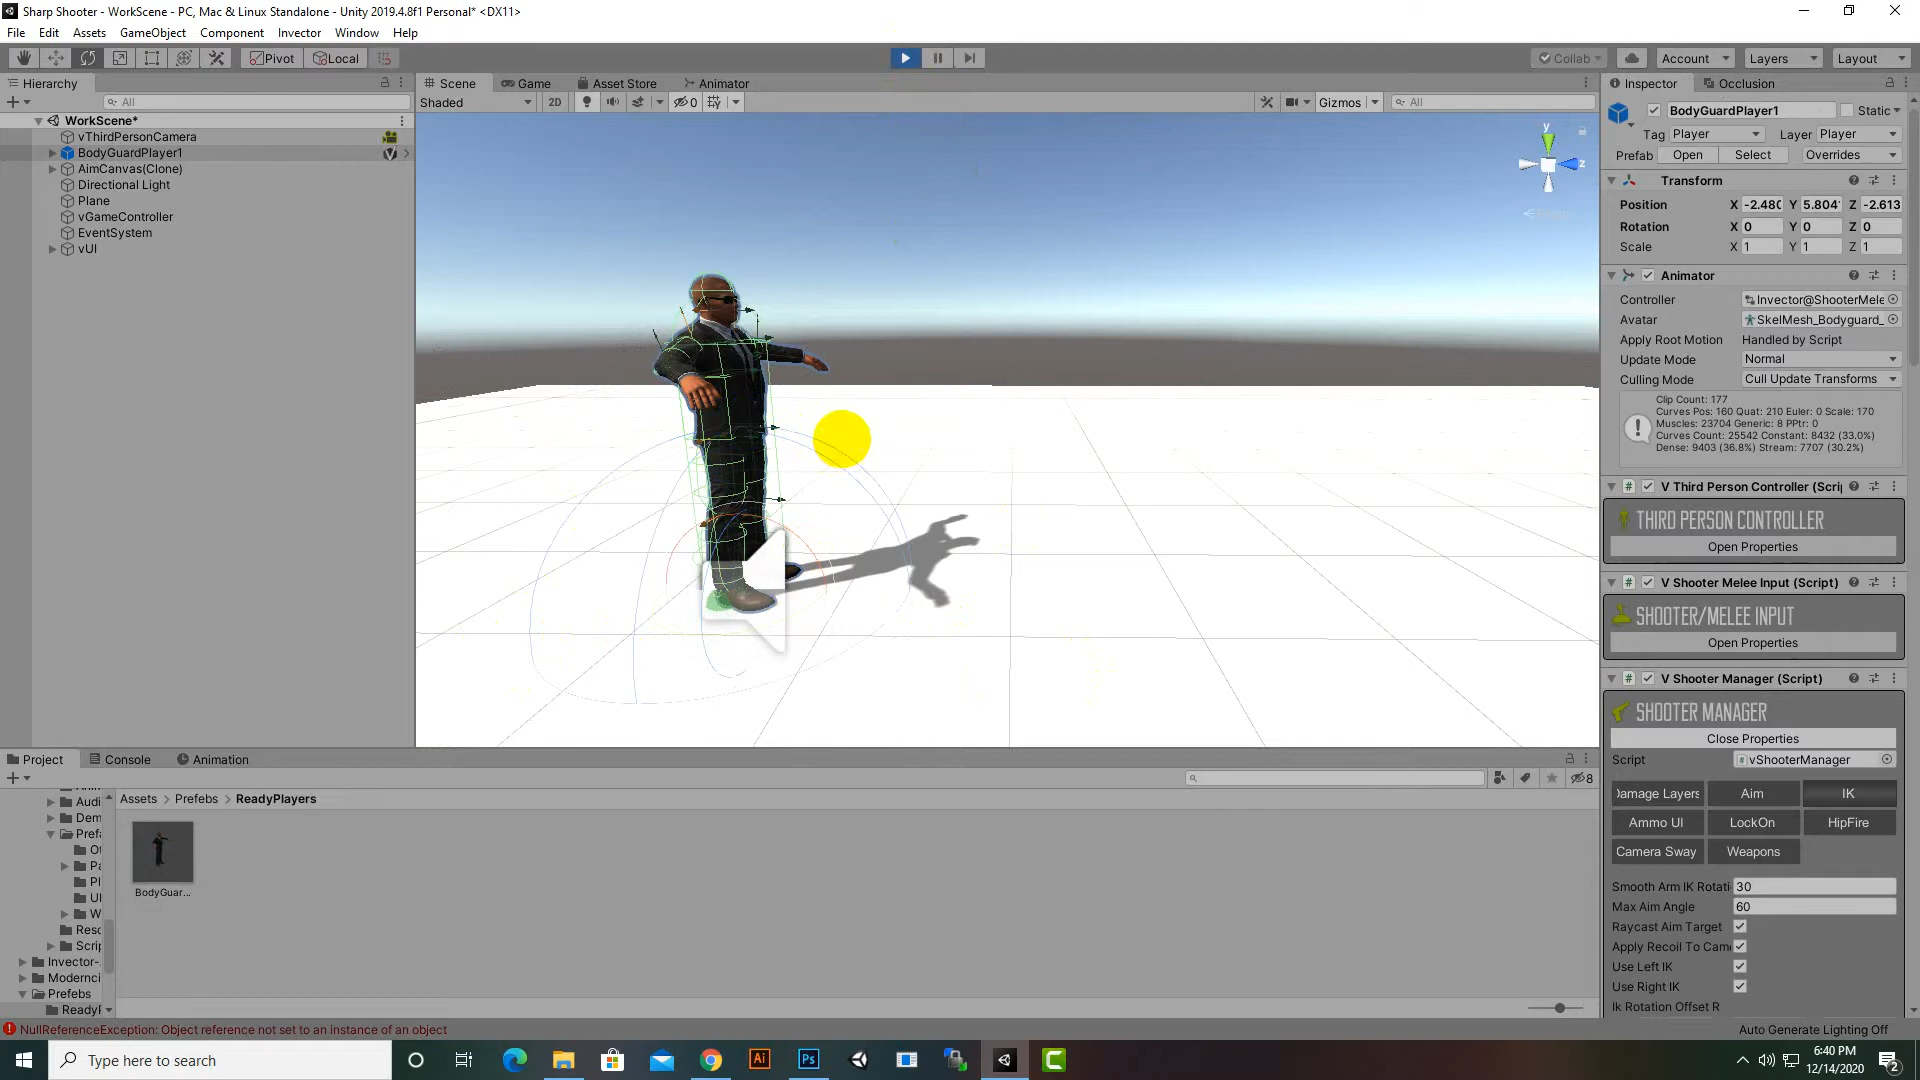 Sharp Shooter - WorkScene - PC, Mac & Linux Standalone - Unity 2019.4.8f1 Personal* <DX11>
File Edit Assets GameObject Component Invector Window Help
Pivot Local Collab Account Layers Layout
Hierarchy
All
WorkScene*
vThirdPersonCamera
BodyGuardPlayer1
AimCanvas(Clone)
Directional Light
Plane
vGameController
EventSystem
vUI
Scene Game Asset Store Animator
Shaded 2D 0 Gizmos All
y
z
Inspector Occlusion
BodyGuardPlayer1 Static
Tag Player Layer Player
Prefab Open Select Overrides
Transform
Position X -2.480 Y 5.804 Z -2.613
Rotation X 0 Y 0 Z 0
Scale X 1 Y 1 Z 1
Animator
Controller Invector@ShooterMele
Avatar SkelMesh_Bodyguard_
Apply Root Motion Handled by Script
Update Mode Normal
Culling Mode Cull Update Transforms
Clip Count: 177
Curves Pos: 160 Quat: 210 Euler: 0 Scale: 170
Muscles: 23704 Generic: 8 PPtr: 0
Curves Count: 25542 Constant: 8432 (33.0%)
Dense: 9403 (36.8%) Stream: 7707 (30.2%)
V Third Person Controller (Scrip
THIRD PERSON CONTROLLER
Open Properties
V Shooter Melee Input (Script)
SHOOTER/MELEE INPUT
Open Properties
V Shooter Manager (Script)
SHOOTER MANAGER
Close Properties
Script vShooterManager
Damage Layers Aim IK
Ammo UI LockOn HipFire
Camera Sway Weapons
Smooth Arm IK Rotati 30
Max Aim Angle 60
Raycast Aim Target
Apply Recoil To Cam
Use Left IK
Use Right IK
Ik Rotation Offset R
Project Console Animation
8
Audi
Dem
Prefa
Ot
Pa
Pl
UI
W
Reso
Scrip
Invector-
Modernci
Prefebs
ReadyP
Assets > Prefebs > ReadyPlayers
BodyGuar...
NullReferenceException: Object reference not set to an instance of an object
Auto Generate Lighting Off
Type here to search
Ai
Ps
6:40 PM
12/14/2020
2